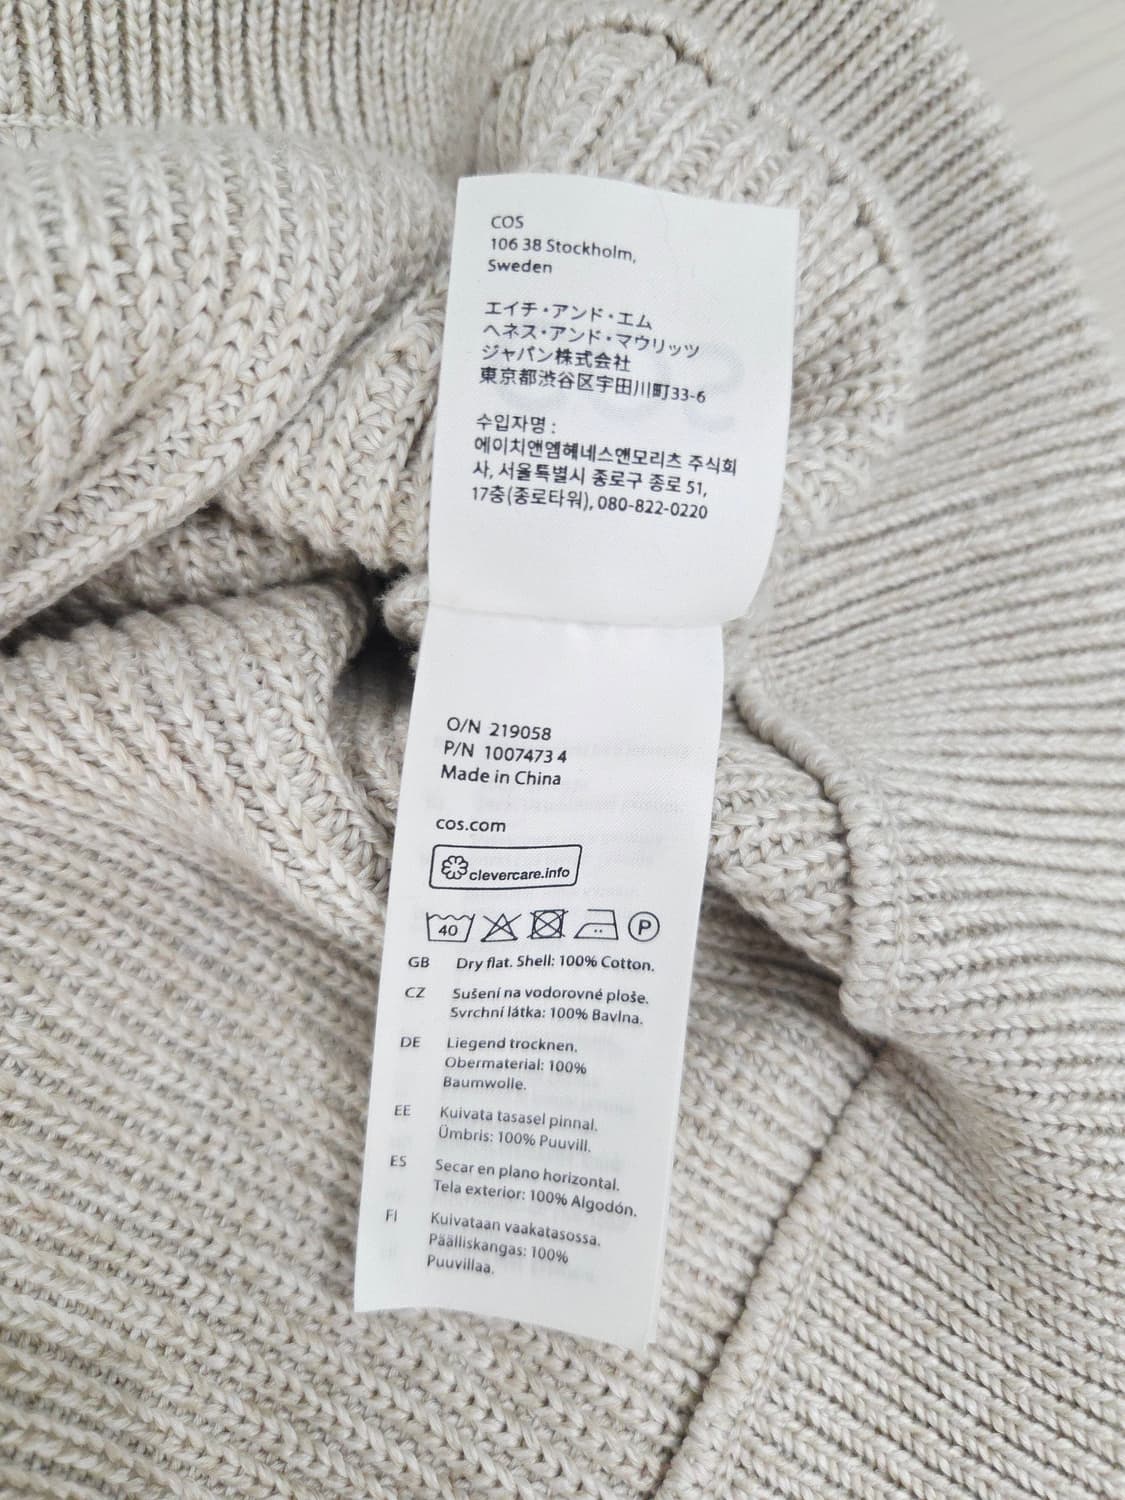 COS
106 38 Stockholm,
Sweden
エイチ・アンド・エム
ヘネス・アンド・マウリッツ
ジャパン株式会社
東京都渋谷区宇田川町33-6
수입자명 :
에이치앤엠헤네스앤모리츠 주식회
사, 서울특별시 종로구 종로 51,
17층(종로타워), 080-822-0220
O/N 219058
P/N 1007473 4
Made in China
cos.com
clevercare.info
40 P
GB Dry flat. Shell: 100% Cotton.
CZ Sušení na vodorovné ploše.
Svrchní látka: 100% Bavlna.
DE Liegend trocknen.
Obermaterial: 100%
Baumwolle.
EE Kuivata tasasel pinnal.
Ümbris: 100% Puuvill.
ES Secar en plano horizontal.
Tela exterior: 100% Algodón.
FI Kuivataan vaakatasossa.
Päälliskangas: 100%
Puuvillaa.